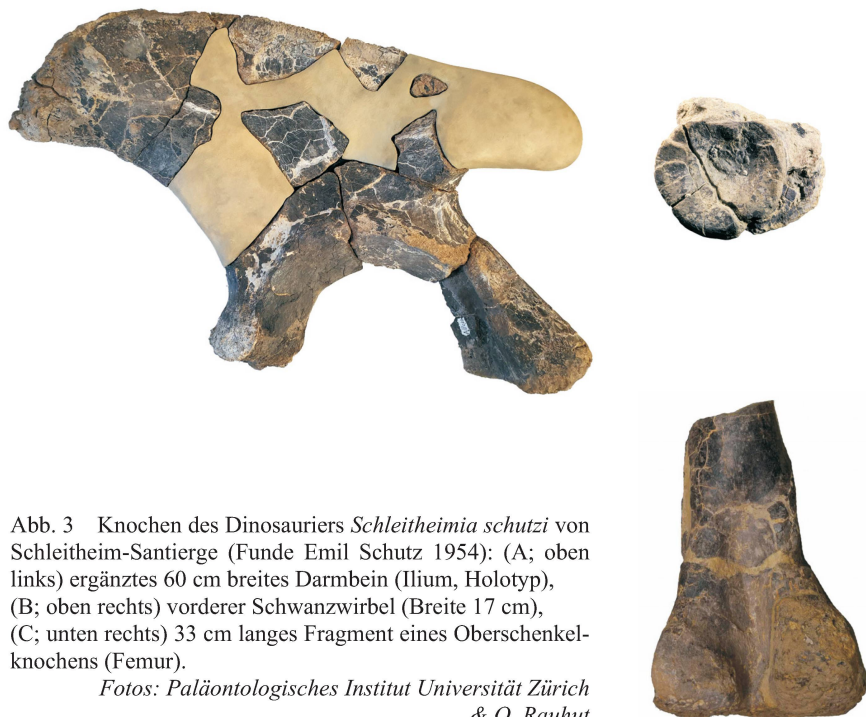 Abb. 3 Knochen des Dinosauriers Schleitheimia schutzi von
Schleitheim-Santierge (Funde Emil Schutz 1954): (A; oben
links) ergänztes 60 cm breites Darmbein (Ilium, Holotyp),
(B; oben rechts) vorderer Schwanzwirbel (Breite 17 cm),
(C; unten rechts) 33 cm langes Fragment eines Oberschenkel-
knochens (Femur).
Fotos: Paläontologisches Institut Universität Zürich
& O. Rauhut